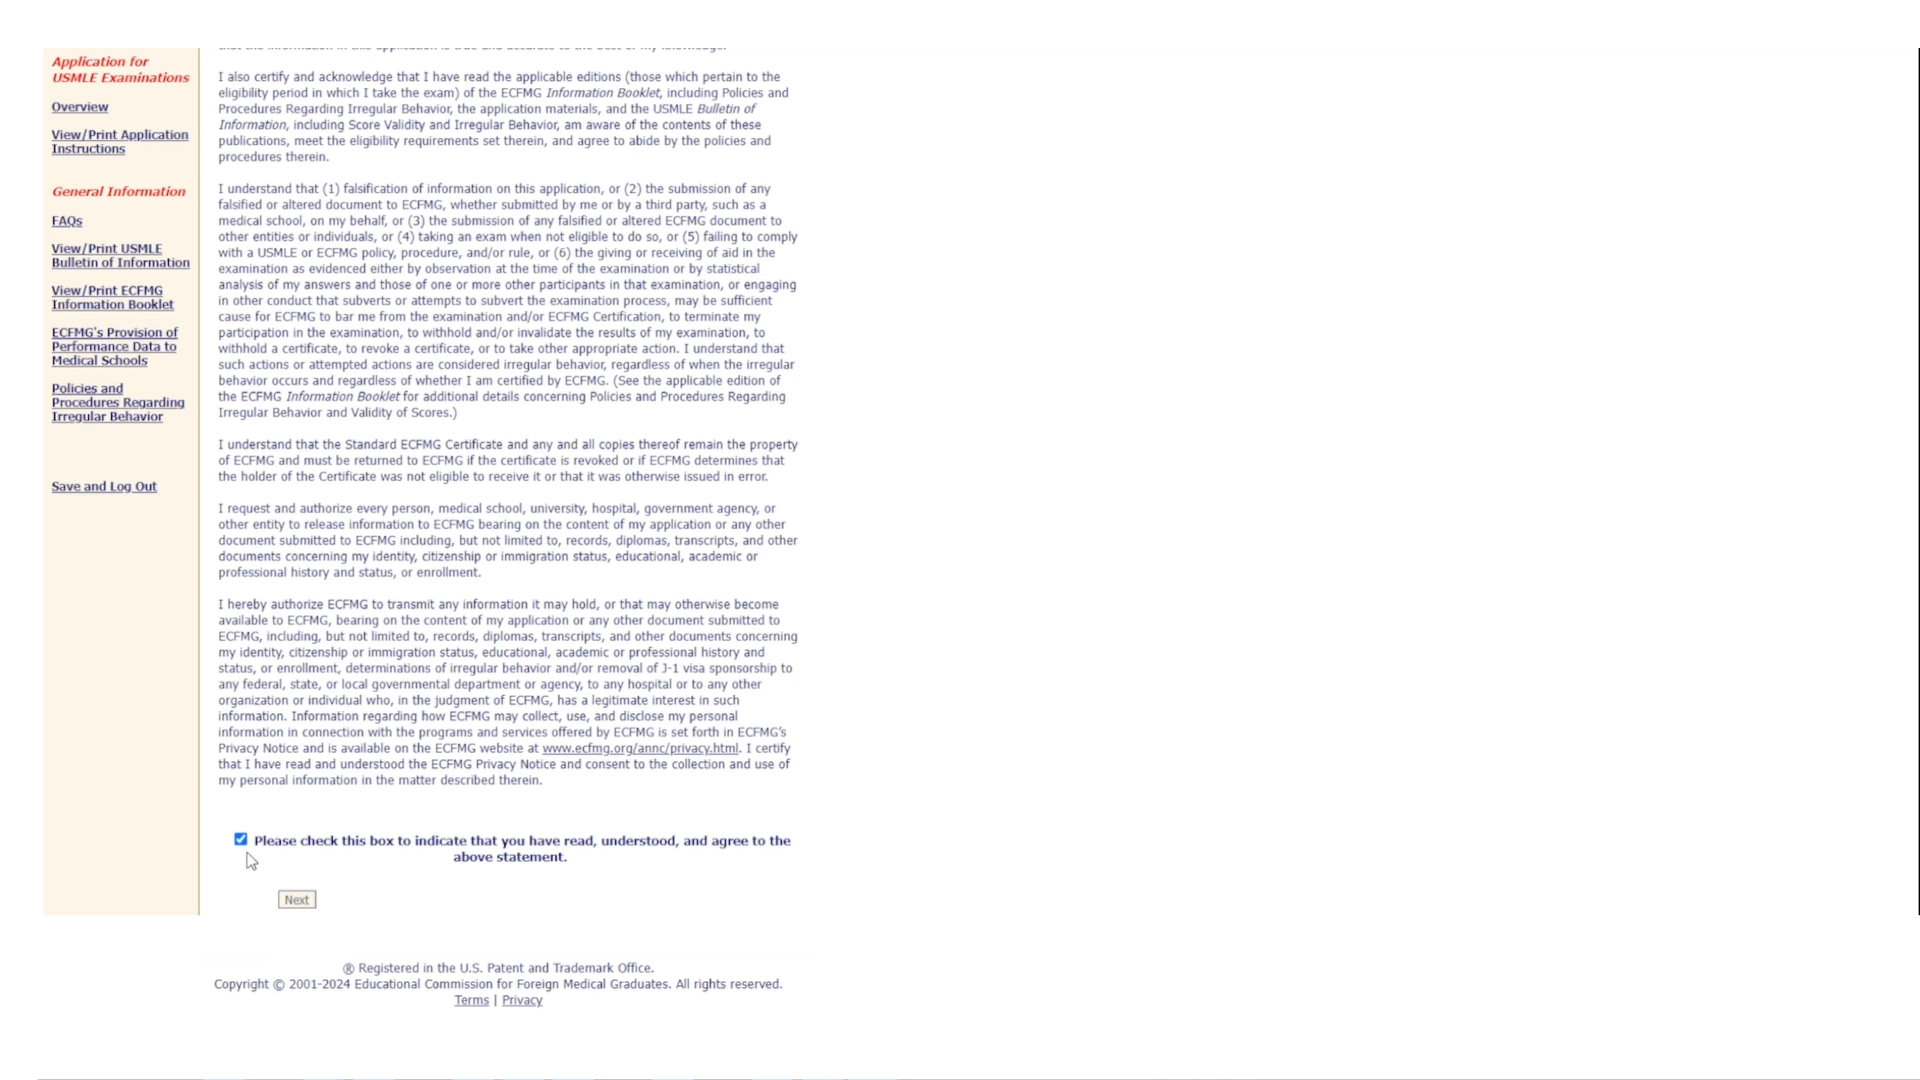 Application for
USMLE Examinations
Overview
View/Print Application
Instructions
General Information
FAQs
View/Print USMLE
Bulletin of Information
View/Print ECFMG
Information Booklet
ECFMG's Provision of
Performance Data to
Medical Schools
Policies and
Procedures Regarding
Irregular Behavior
Save and Log Out
that the information in this application is true and accurate to the best of my knowledge.
I also certify and acknowledge that I have read the applicable editions (those which pertain to the
eligibility period in which I take the exam) of the ECFMG Information Booklet, including Policies and
Procedures Regarding Irregular Behavior, the application materials, and the USMLE Bulletin of
Information, including Score Validity and Irregular Behavior, am aware of the contents of these
publications, meet the eligibility requirements set therein, and agree to abide by the policies and
procedures therein.
I understand that (1) falsification of information on this application, or (2) the submission of any
falsified or altered document to ECFMG, whether submitted by me or by a third party, such as a
medical school, on my behalf, or (3) the submission of any falsified or altered ECFMG document to
other entities or individuals, or (4) taking an exam when not eligible to do so, or (5) failing to comply
with a USMLE or ECFMG policy, procedure, and/or rule, or (6) the giving or receiving of aid in the
examination as evidenced either by observation at the time of the examination or by statistical
analysis of my answers and those of one or more other participants in that examination, or engaging
in other conduct that subverts or attempts to subvert the examination process, may be sufficient
cause for ECFMG to bar me from the examination and/or ECFMG Certification, to terminate my
participation in the examination, to withhold and/or invalidate the results of my examination, to
withhold a certificate, to revoke a certificate, or to take other appropriate action. I understand that
such actions or attempted actions are considered irregular behavior, regardless of when the irregular
behavior occurs and regardless of whether I am certified by ECFMG. (See the applicable edition of
the ECFMG Information Booklet for additional details concerning Policies and Procedures Regarding
Irregular Behavior and Validity of Scores.)
I understand that the Standard ECFMG Certificate and any and all copies thereof remain the property
of ECFMG and must be returned to ECFMG if the certificate is revoked or if ECFMG determines that
the holder of the Certificate was not eligible to receive it or that it was otherwise issued in error.
I request and authorize every person, medical school, university, hospital, government agency, or
other entity to release information to ECFMG bearing on the content of my application or any other
document submitted to ECFMG including, but not limited to, records, diplomas, transcripts, and other
documents concerning my identity, citizenship or immigration status, educational, academic or
professional history and status, or enrollment.
I hereby authorize ECFMG to transmit any information it may hold, or that may otherwise become
available to ECFMG, bearing on the content of my application or any other document submitted to
ECFMG, including, but not limited to, records, diplomas, transcripts, and other documents concerning
my identity, citizenship or immigration status, educational, academic or professional history and
status, or enrollment, determinations of irregular behavior and/or removal of J-1 visa sponsorship to
any federal, state, or local governmental department or agency, to any hospital or to any other
organization or individual who, in the judgment of ECFMG, has a legitimate interest in such
information. Information regarding how ECFMG may collect, use, and disclose my personal
information in connection with the programs and services offered by ECFMG is set forth in ECFMG's
Privacy Notice and is available on the ECFMG website at www.ecfmg.org/annc/privacy.html. I certify
that I have read and understood the ECFMG Privacy Notice and consent to the collection and use of
my personal information in the matter described therein.
Please check this box to indicate that you have read, understood, and agree to the
above statement.
Next
® Registered in the U.S. Patent and Trademark Office.
Copyright © 2001-2024 Educational Commission for Foreign Medical Graduates. All rights reserved.
Terms | Privacy